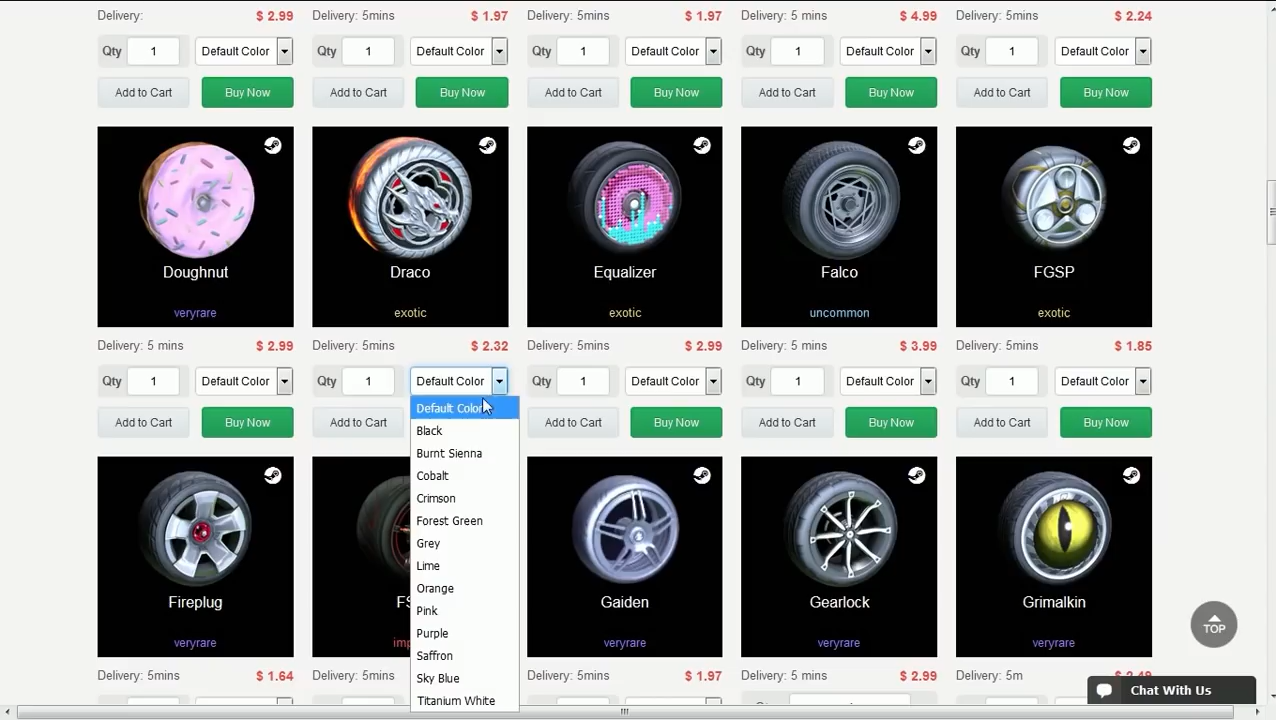 Delivery: $ 2.99 Delivery: 5mins $ 1.97 Delivery: 5mins $ 1.97 Delivery: 5 mins $ 4.99 Delivery: 5mins $ 2.24
Qty 1 Default Color Qty 1 Default Color Qty 1 Default Color Qty 1 Default Color Qty 1 Default Color
Add to Cart Buy Now Add to Cart Buy Now Add to Cart Buy Now Add to Cart Buy Now Add to Cart Buy Now
Doughnut Draco Equalizer Falco FGSP
veryrare exotic exotic uncommon exotic
Delivery: 5 mins $ 2.99 Delivery: 5mins $ 2.32 Delivery: 5mins $ 2.99 Delivery: 5 mins $ 3.99 Delivery: 5mins $ 1.85
Qty 1 Default Color Qty 1 Default Color Qty 1 Default Color Qty 1 Default Color Qty 1 Default Color
Add to Cart Buy Now Add to Cart Add to Cart Buy Now Add to Cart Buy Now Add to Cart Buy Now
Default Color
Black
Burnt Sienna
Cobalt
Crimson
Forest Green
Grey
Lime
Orange
Pink
Purple
Saffron
Sky Blue
Titanium White
Fireplug Gaiden Gearlock Grimalkin
veryrare veryrare veryrare veryrare
Delivery: 5mins $ 1.64 Delivery: 5mins $ 1.97 Delivery: 5mins $ 2.99 Delivery: 5m
TOP
Chat With Us